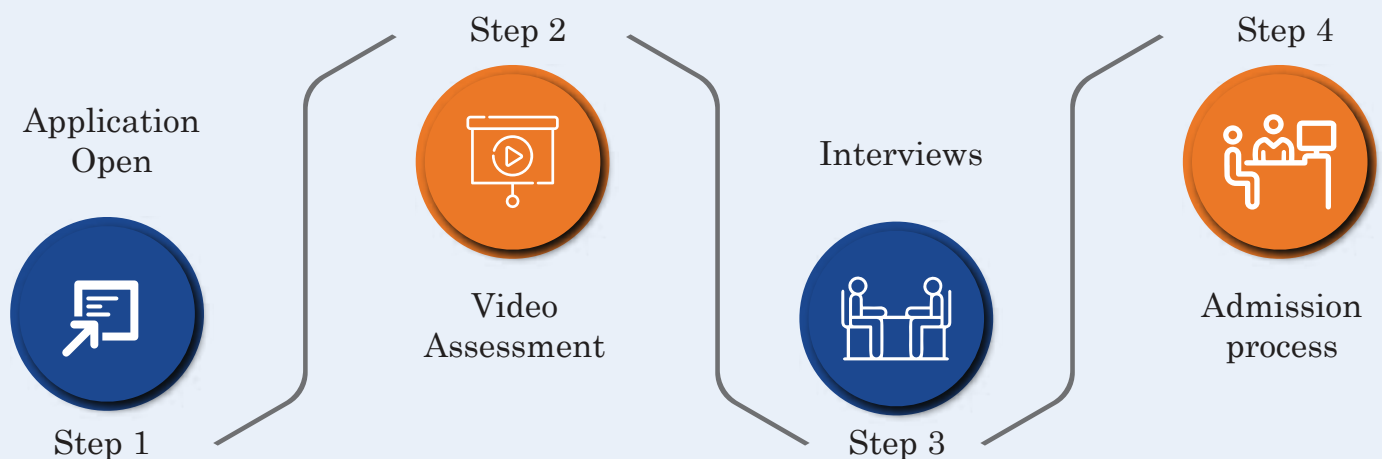 Application
Open
Step 1
Step 2
Video
Assessment
Interviews
Step 3
Step 4
Admission
process